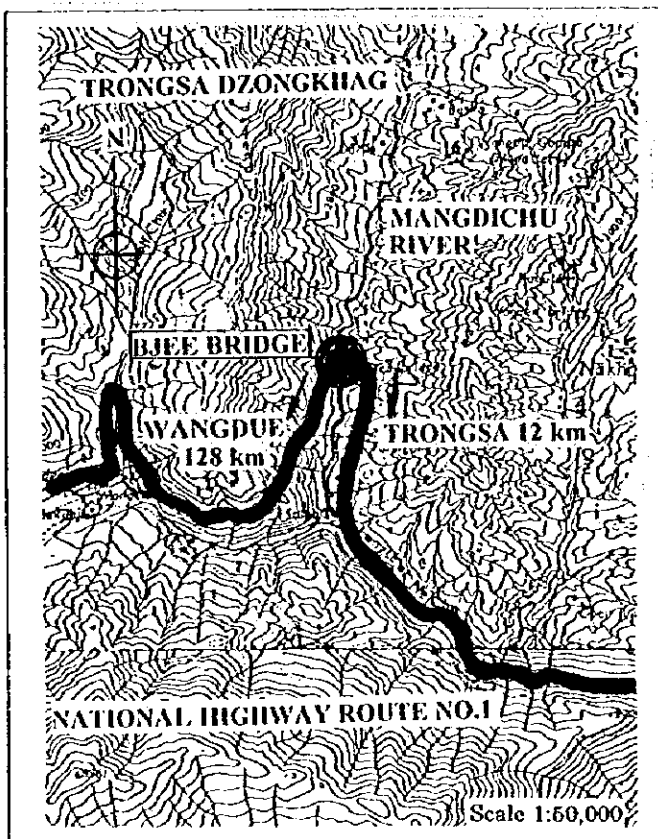 TRONGSA DZONGKHAG
N
MANGDICHU
RIVER
BJEE BRIDGE
WANGDUE
128 km
TRONGSA 12 km
NATIONAL HIGHWAY ROUTE NO.1
Scale 1:50,000